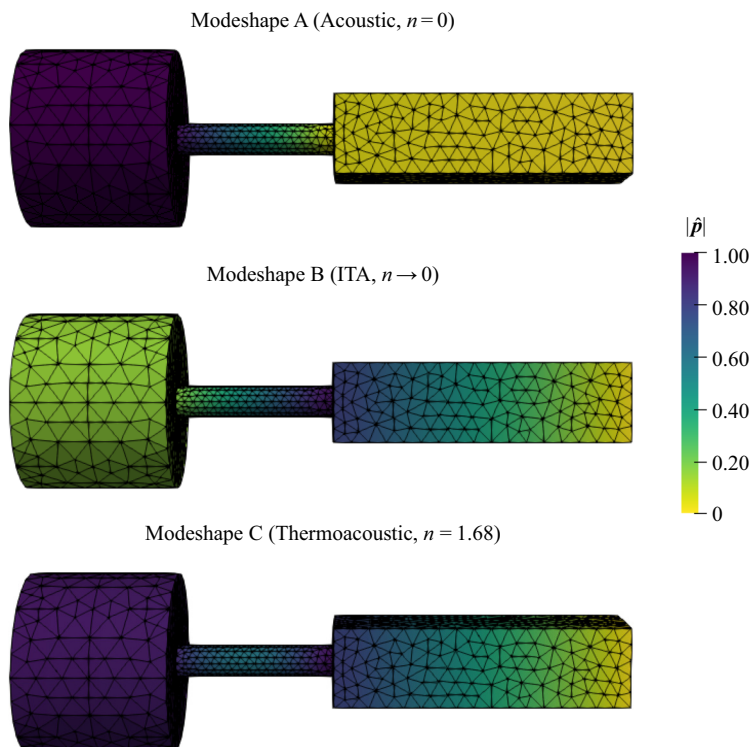 Modeshape A (Acoustic, n = 0)
|p̂|
1.00
Modeshape B (ITA, n → 0)
0.80
0.60
0.40
0.20
0
Modeshape C (Thermoacoustic, n = 1.68)